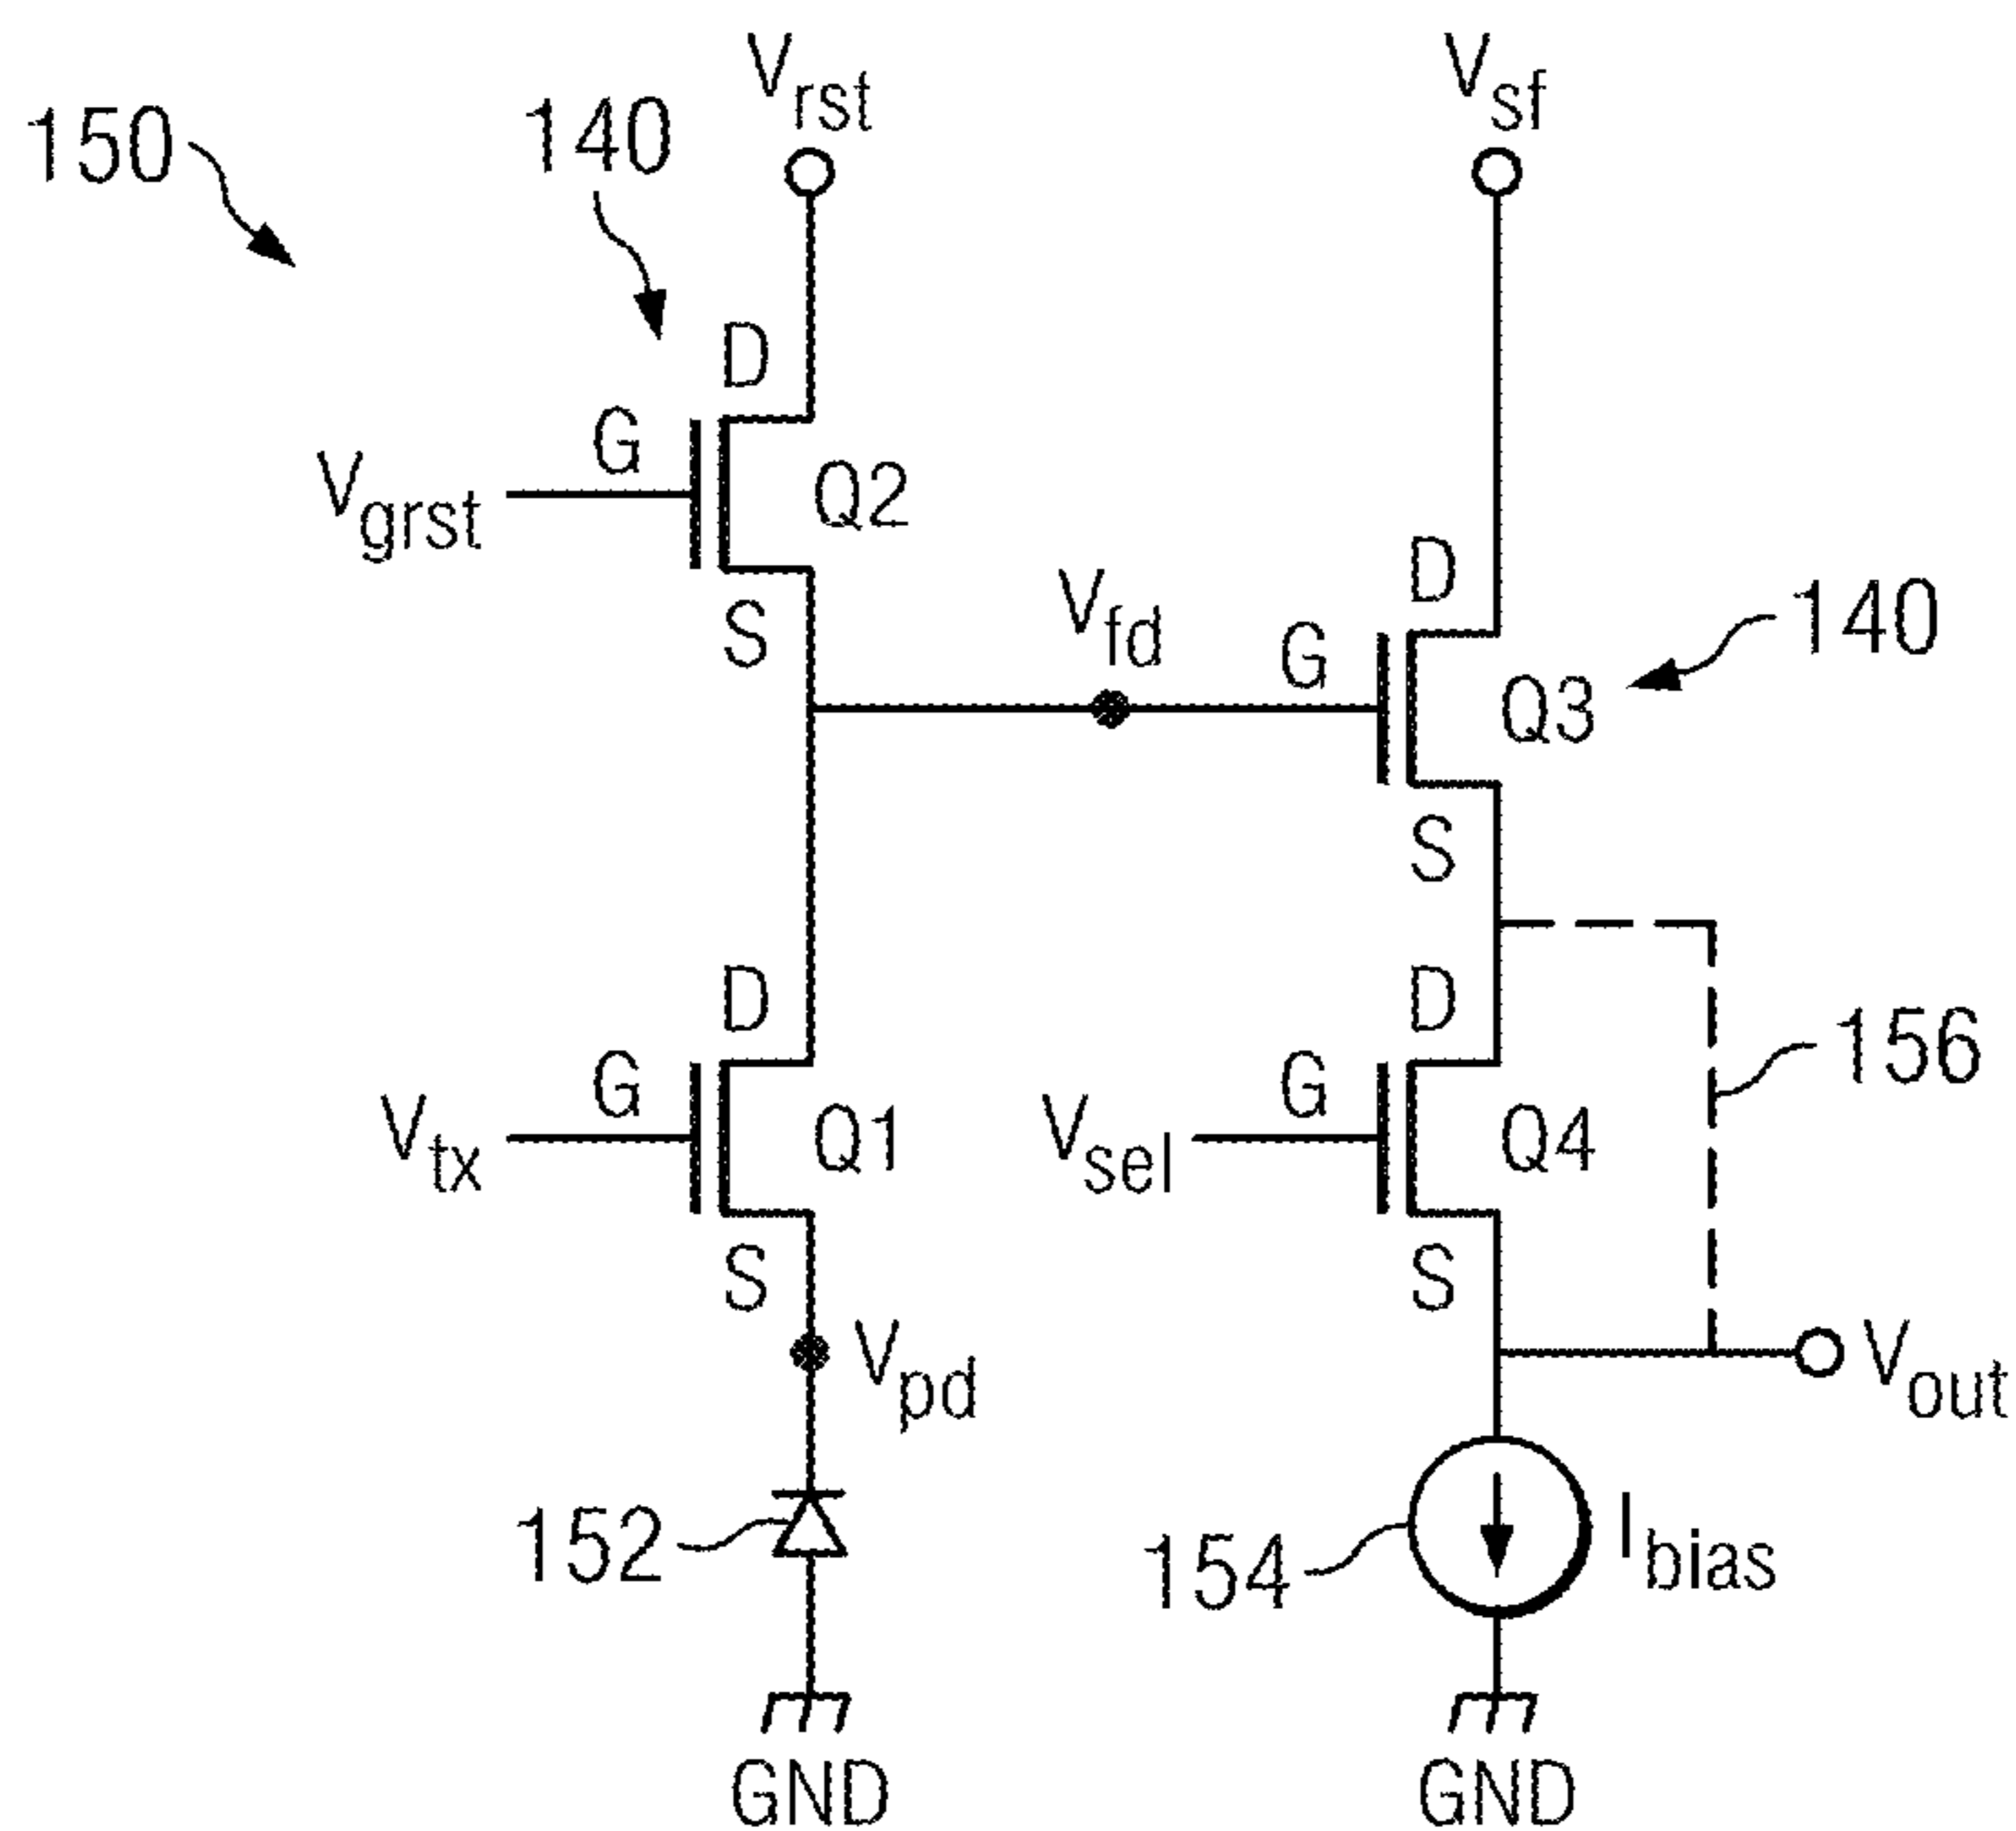 150
140
Vrst
Vsf
D
G
Vgrst
Q2
S
Vfd
D
G
140
Q3
S
D
G
Vtx
Q1
S
Vpd
D
G
Vsel
Q4
S
156
Vout
152
154
Ibias
GND
GND